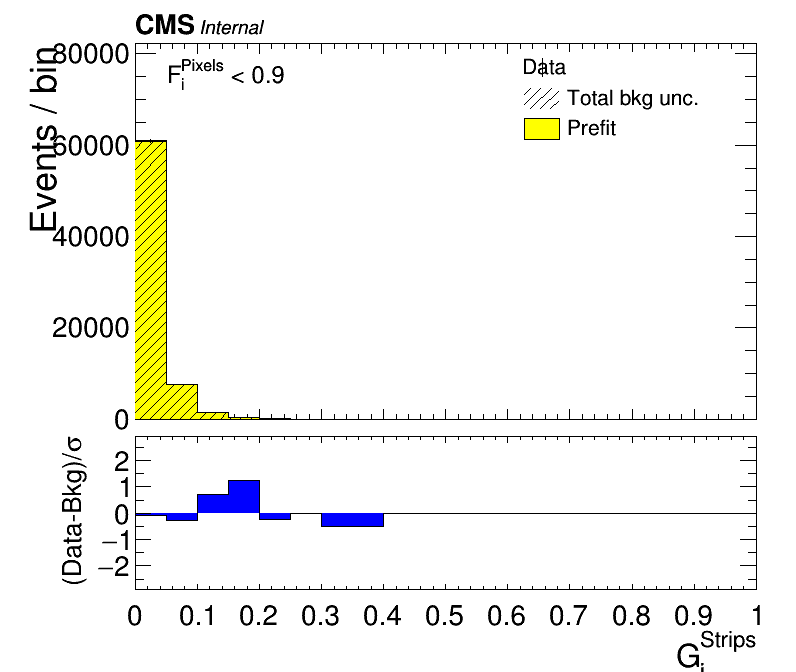 CMS Internal
Events / bin
80000
60000
40000
20000
0
F_i^Pixels < 0.9
Data
Total bkg unc.
Prefit
(Data-Bkg)/σ
2
1
0
−1
−2
0 0.1 0.2 0.3 0.4 0.5 0.6 0.7 0.8 0.9 1
G_i^Strips